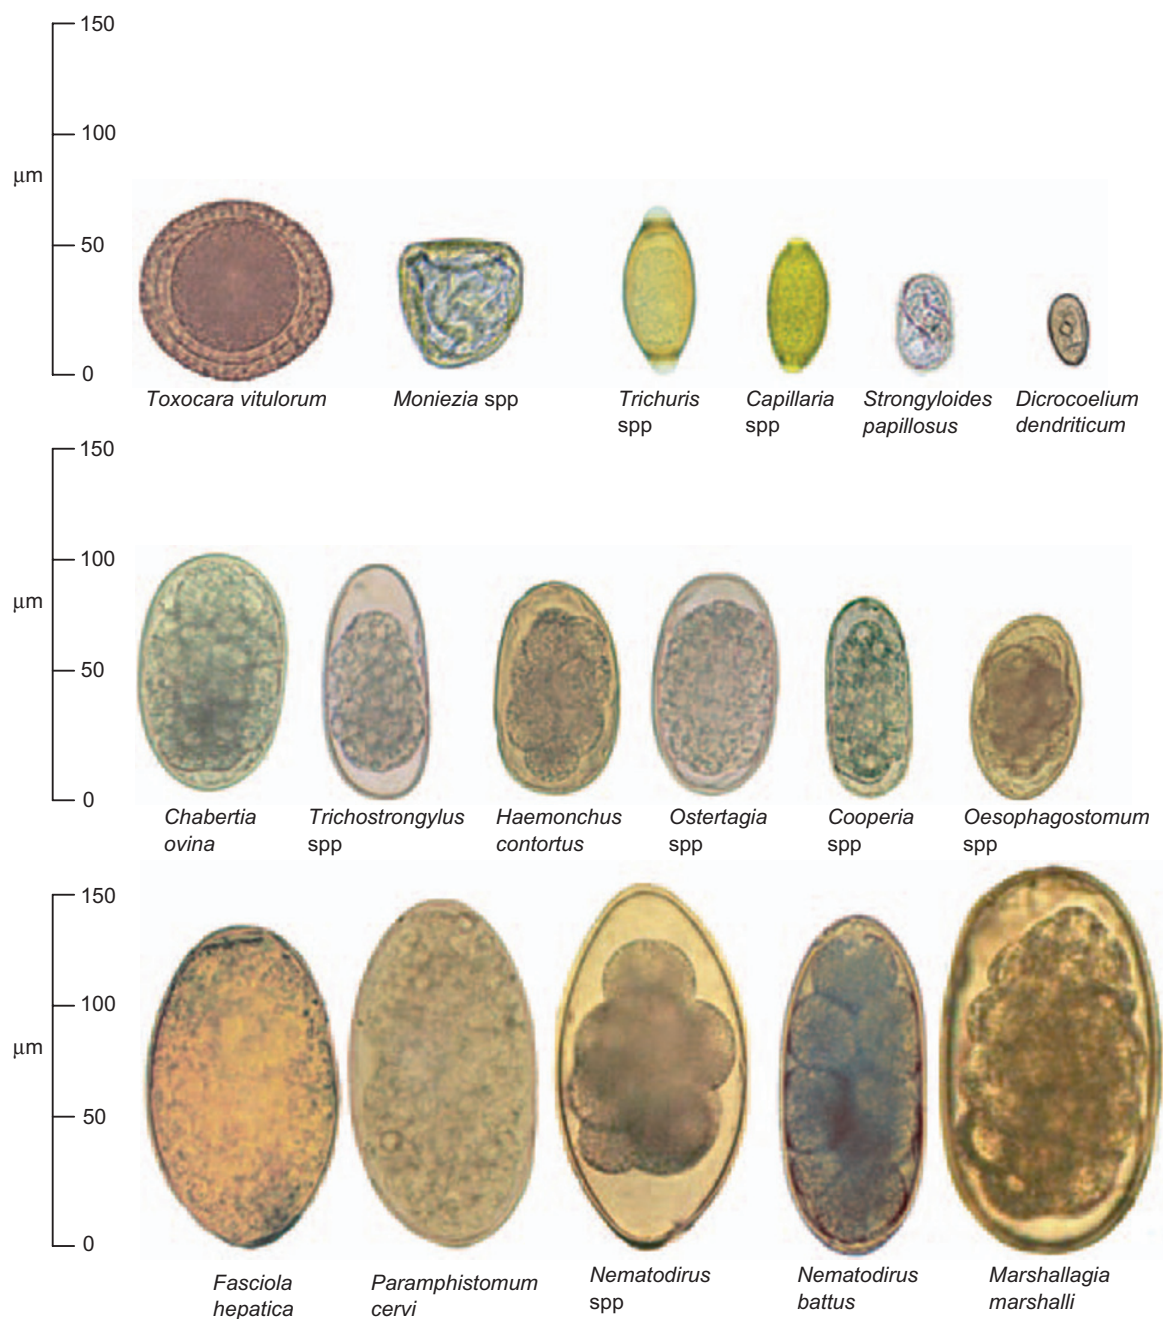 150
100
µm
50
0
Toxocara vitulorum
Moniezia spp
Trichuris
spp
Capillaria
spp
Strongyloides
papillosus
Dicrocoelium
dendriticum
150
100
µm
50
0
Chabertia
ovina
Trichostrongylus
spp
Haemonchus
contortus
Ostertagia
spp
Cooperia
spp
Oesophagostomum
spp
150
100
µm
50
0
Fasciola
hepatica
Paramphistomum
cervi
Nematodirus
spp
Nematodirus
battus
Marshallagia
marshalli